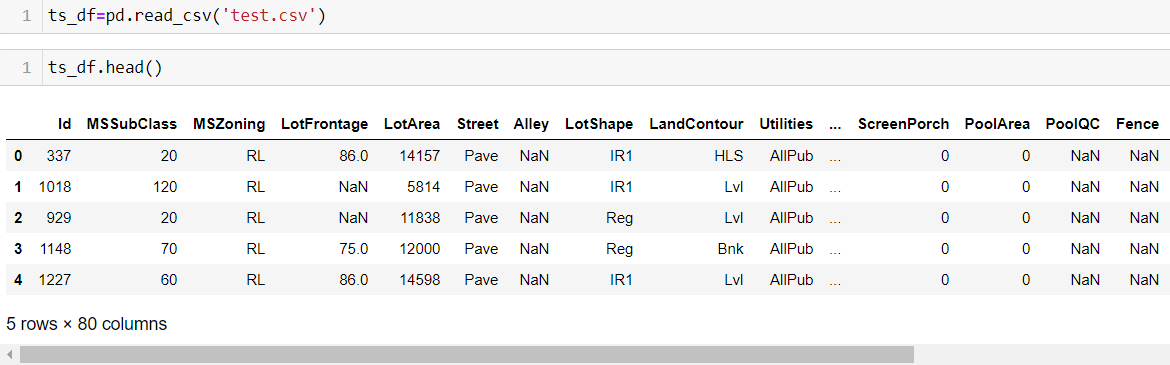 1 ts_df=pd.read_csv('test.csv')
1 ts_df.head()
Id MSSubClass MSZoning LotFrontage LotArea Street Alley LotShape LandContour Utilities ... ScreenPorch PoolArea PoolQC Fence
0 337 20 RL 86.0 14157 Pave NaN IR1 HLS AllPub ... 0 0 NaN NaN
1 1018 120 RL NaN 5814 Pave NaN IR1 Lvl AllPub ... 0 0 NaN NaN
2 929 20 RL NaN 11838 Pave NaN Reg Lvl AllPub ... 0 0 NaN NaN
3 1148 70 RL 75.0 12000 Pave NaN Reg Bnk AllPub ... 0 0 NaN NaN
4 1227 60 RL 86.0 14598 Pave NaN IR1 Lvl AllPub ... 0 0 NaN NaN
5 rows × 80 columns